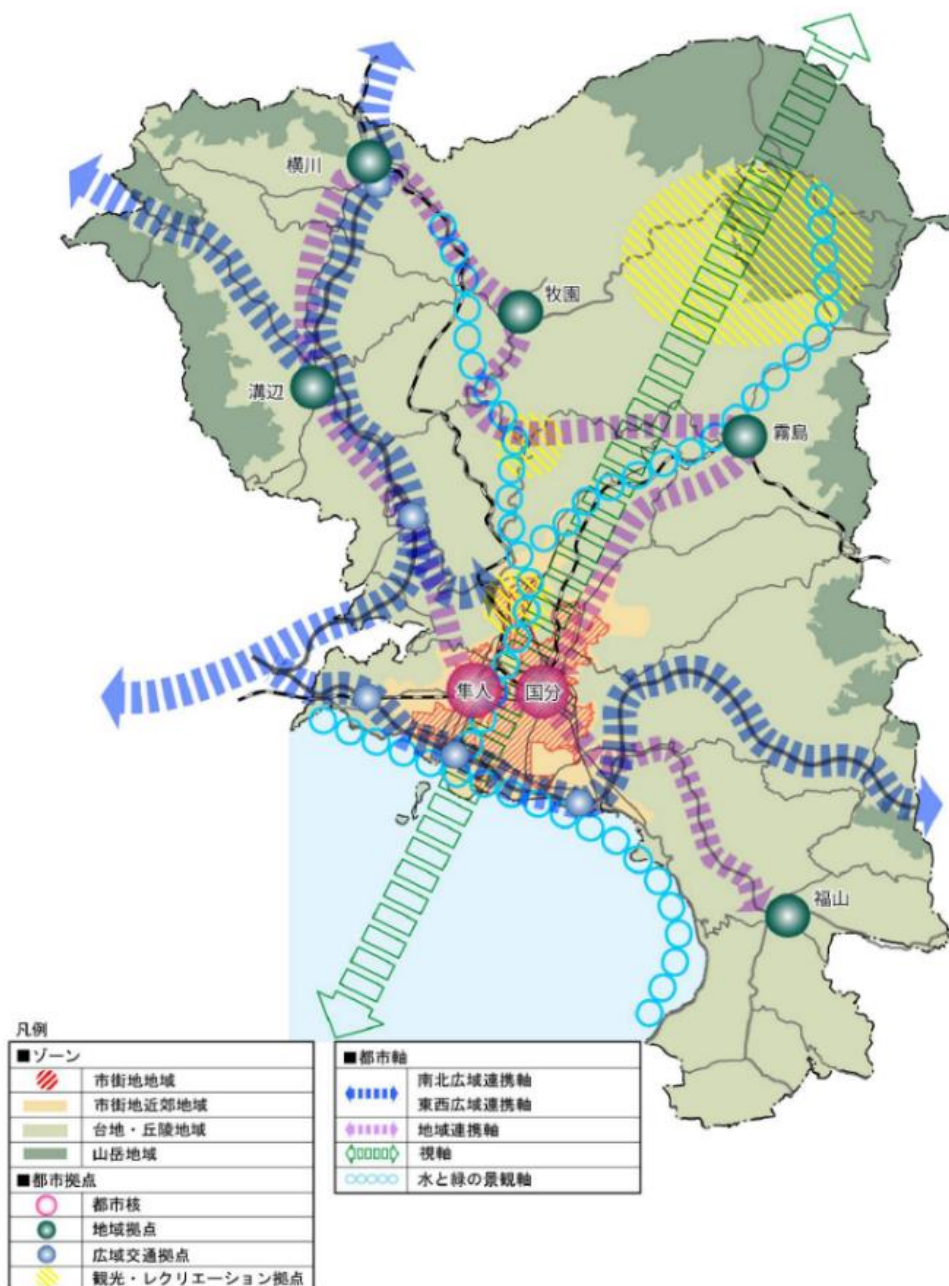 横川
牧園
溝辺
霧島
隼人
国分
福山
凡例
■ゾーン
市街地地域
市街地近郊地域
台地・丘陵地域
山岳地域
■都市拠点
都市核
地域拠点
広域交通拠点
観光・レクリエーション拠点
■都市軸
南北広域連携軸
東西広域連携軸
地域連携軸
視軸
水と緑の景観軸